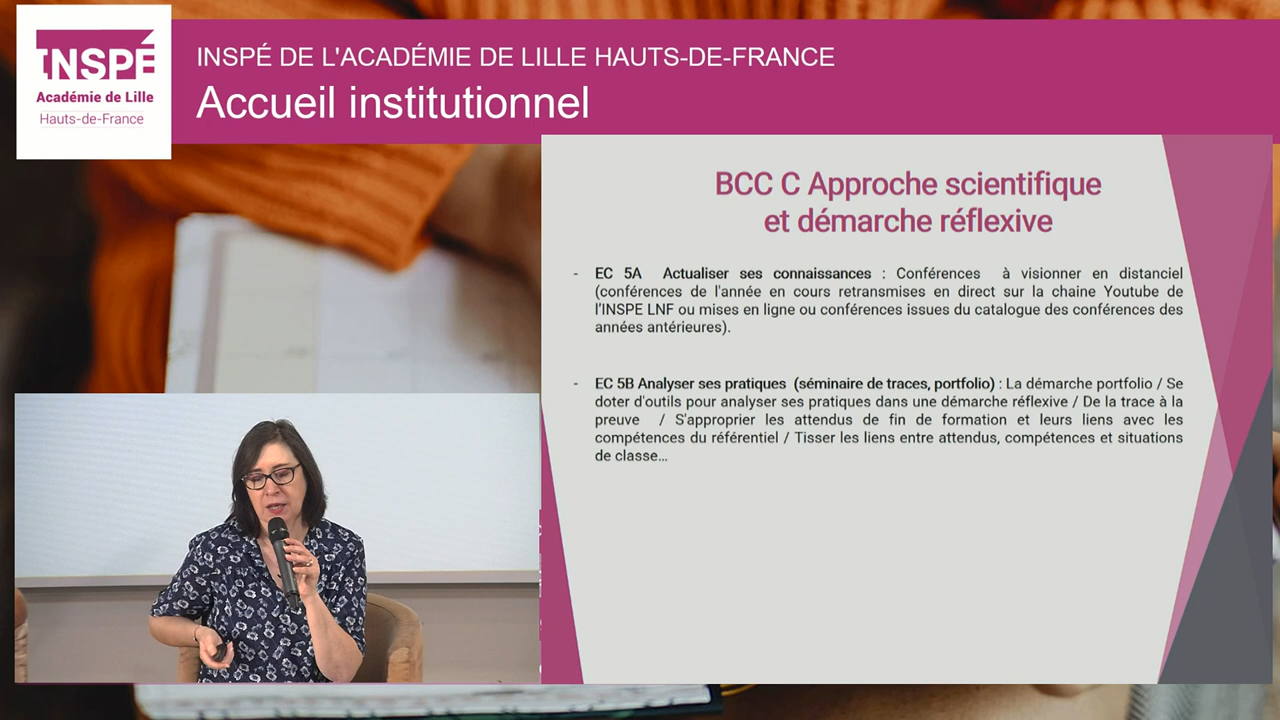 INSPÉ
Académie de Lille
Hauts-de-France
INSPÉ DE L'ACADÉMIE DE LILLE HAUTS-DE-FRANCE
Accueil institutionnel
BCC C Approche scientifique
et démarche réflexive
- EC 5A Actualiser ses connaissances : Conférences à visionner en distanciel
(conférences de l'année en cours retransmises en direct sur la chaine Youtube de
l'INSPE LNF ou mises en ligne ou conférences issues du catalogue des conférences des
années antérieures).
- EC 5B Analyser ses pratiques (séminaire de traces, portfolio) : La démarche portfolio / Se
doter d'outils pour analyser ses pratiques dans une démarche réflexive / De la trace à la
preuve / S'approprier les attendus de fin de formation et leurs liens avec les
compétences du référentiel / Tisser les liens entre attendus, compétences et situations
de classe…